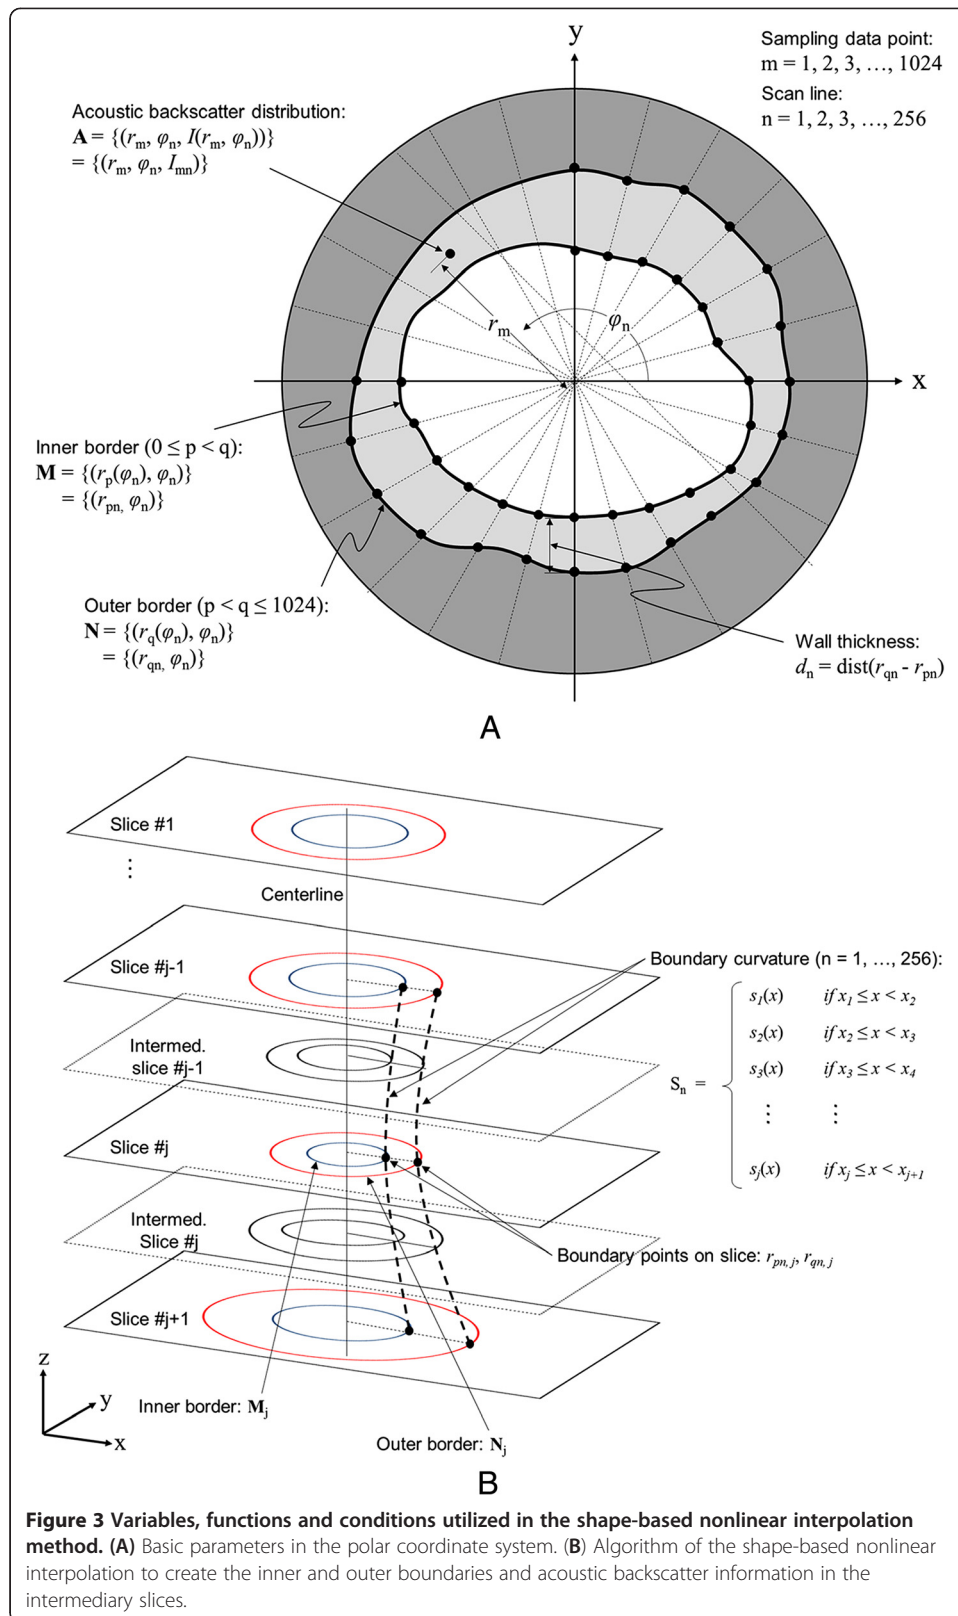 y
Sampling data point:
m = 1, 2, 3, …, 1024
Scan line:
n = 1, 2, 3, …, 256
Acoustic backscatter distribution:
A = {(rm, φn, I(rm, φn))}
= {(rm, φn, Imn)}
rm
φn
x
Inner border (0 ≤ p < q):
M = {(rp(φn), φn)}
= {(rpn, φn)}
Outer border (p < q ≤ 1024):
N = {(rq(φn), φn)}
= {(rqn, φn)}
Wall thickness:
dn = dist(rqn - rpn)
A
Slice #1
⋮
Centerline
Slice #j-1
Boundary curvature (n = 1, …, 256):
Intermed.
slice #j-1
Sn =
s1(x) if x1 ≤ x < x2
s2(x) if x2 ≤ x < x3
s3(x) if x3 ≤ x < x4
⋮ ⋮
sj(x) if xj ≤ x < xj+1
Slice #j
Intermed.
Slice #j
Boundary points on slice: rpn, j, rqn, j
Slice #j+1
z
y
x
Inner border: Mj
Outer border: Nj
B
Figure 3 Variables, functions and conditions utilized in the shape-based nonlinear interpolation
method. (A) Basic parameters in the polar coordinate system. (B) Algorithm of the shape-based nonlinear
interpolation to create the inner and outer boundaries and acoustic backscatter information in the
intermediary slices.